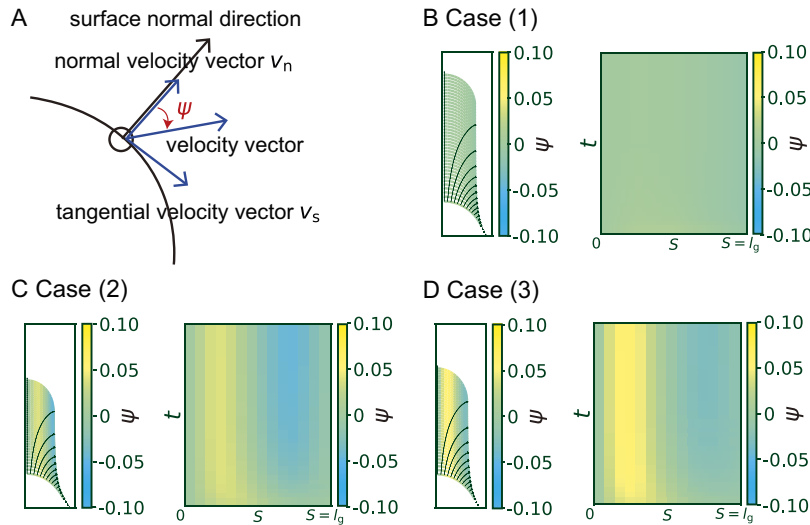 A
surface normal direction
normal velocity vector vn
ψ
velocity vector
tangential velocity vector vs
B Case (1)
0.10
0.05
0
-0.05
-0.10
ψ
t
0
S
S = lg
0.10
0.05
0
-0.05
-0.10
ψ
C Case (2)
0.10
0.05
0
-0.05
-0.10
ψ
t
0
S
S = lg
0.10
0.05
0
-0.05
-0.10
ψ
D Case (3)
0.10
0.05
0
-0.05
-0.10
ψ
t
0
S
S = lg
0.10
0.05
0
-0.05
-0.10
ψ